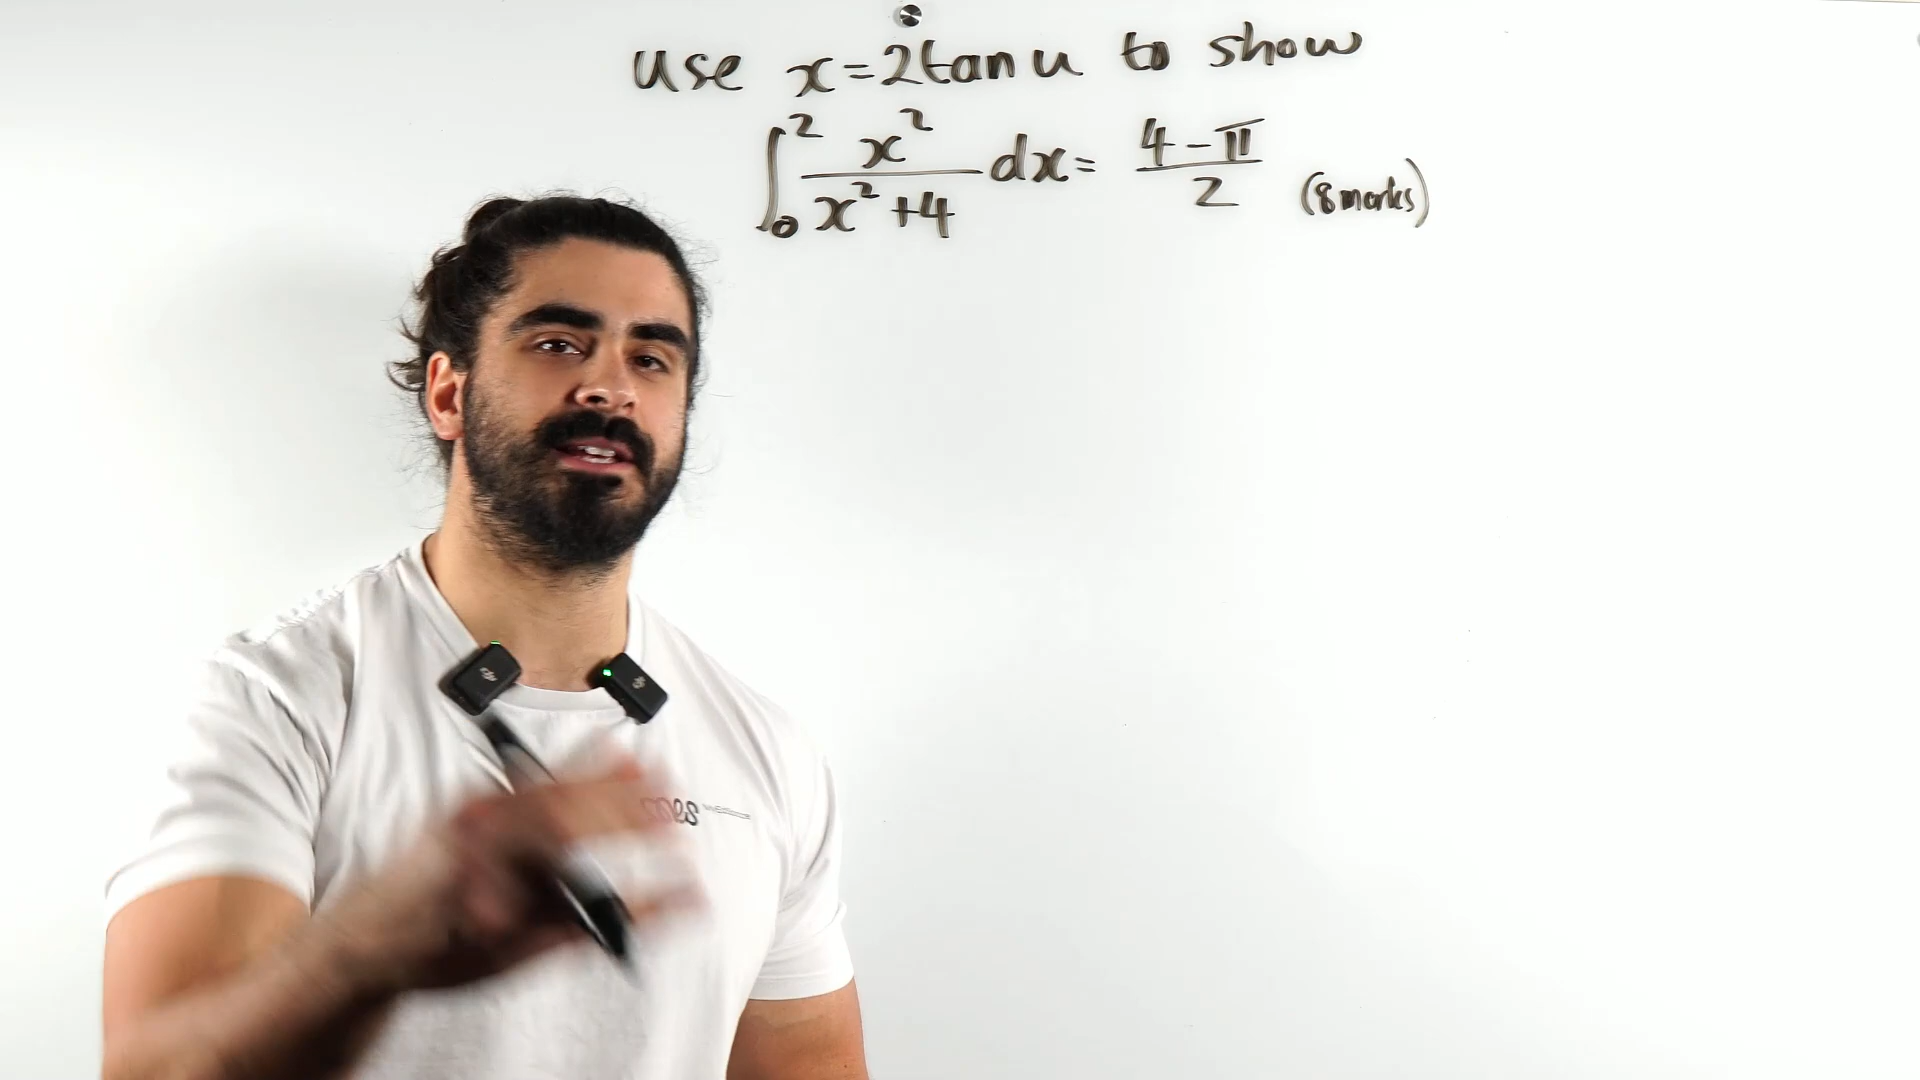 use x=2tan u to show
∫₀² x²/(x²+4) dx = (4-π)/2 (8 marks)